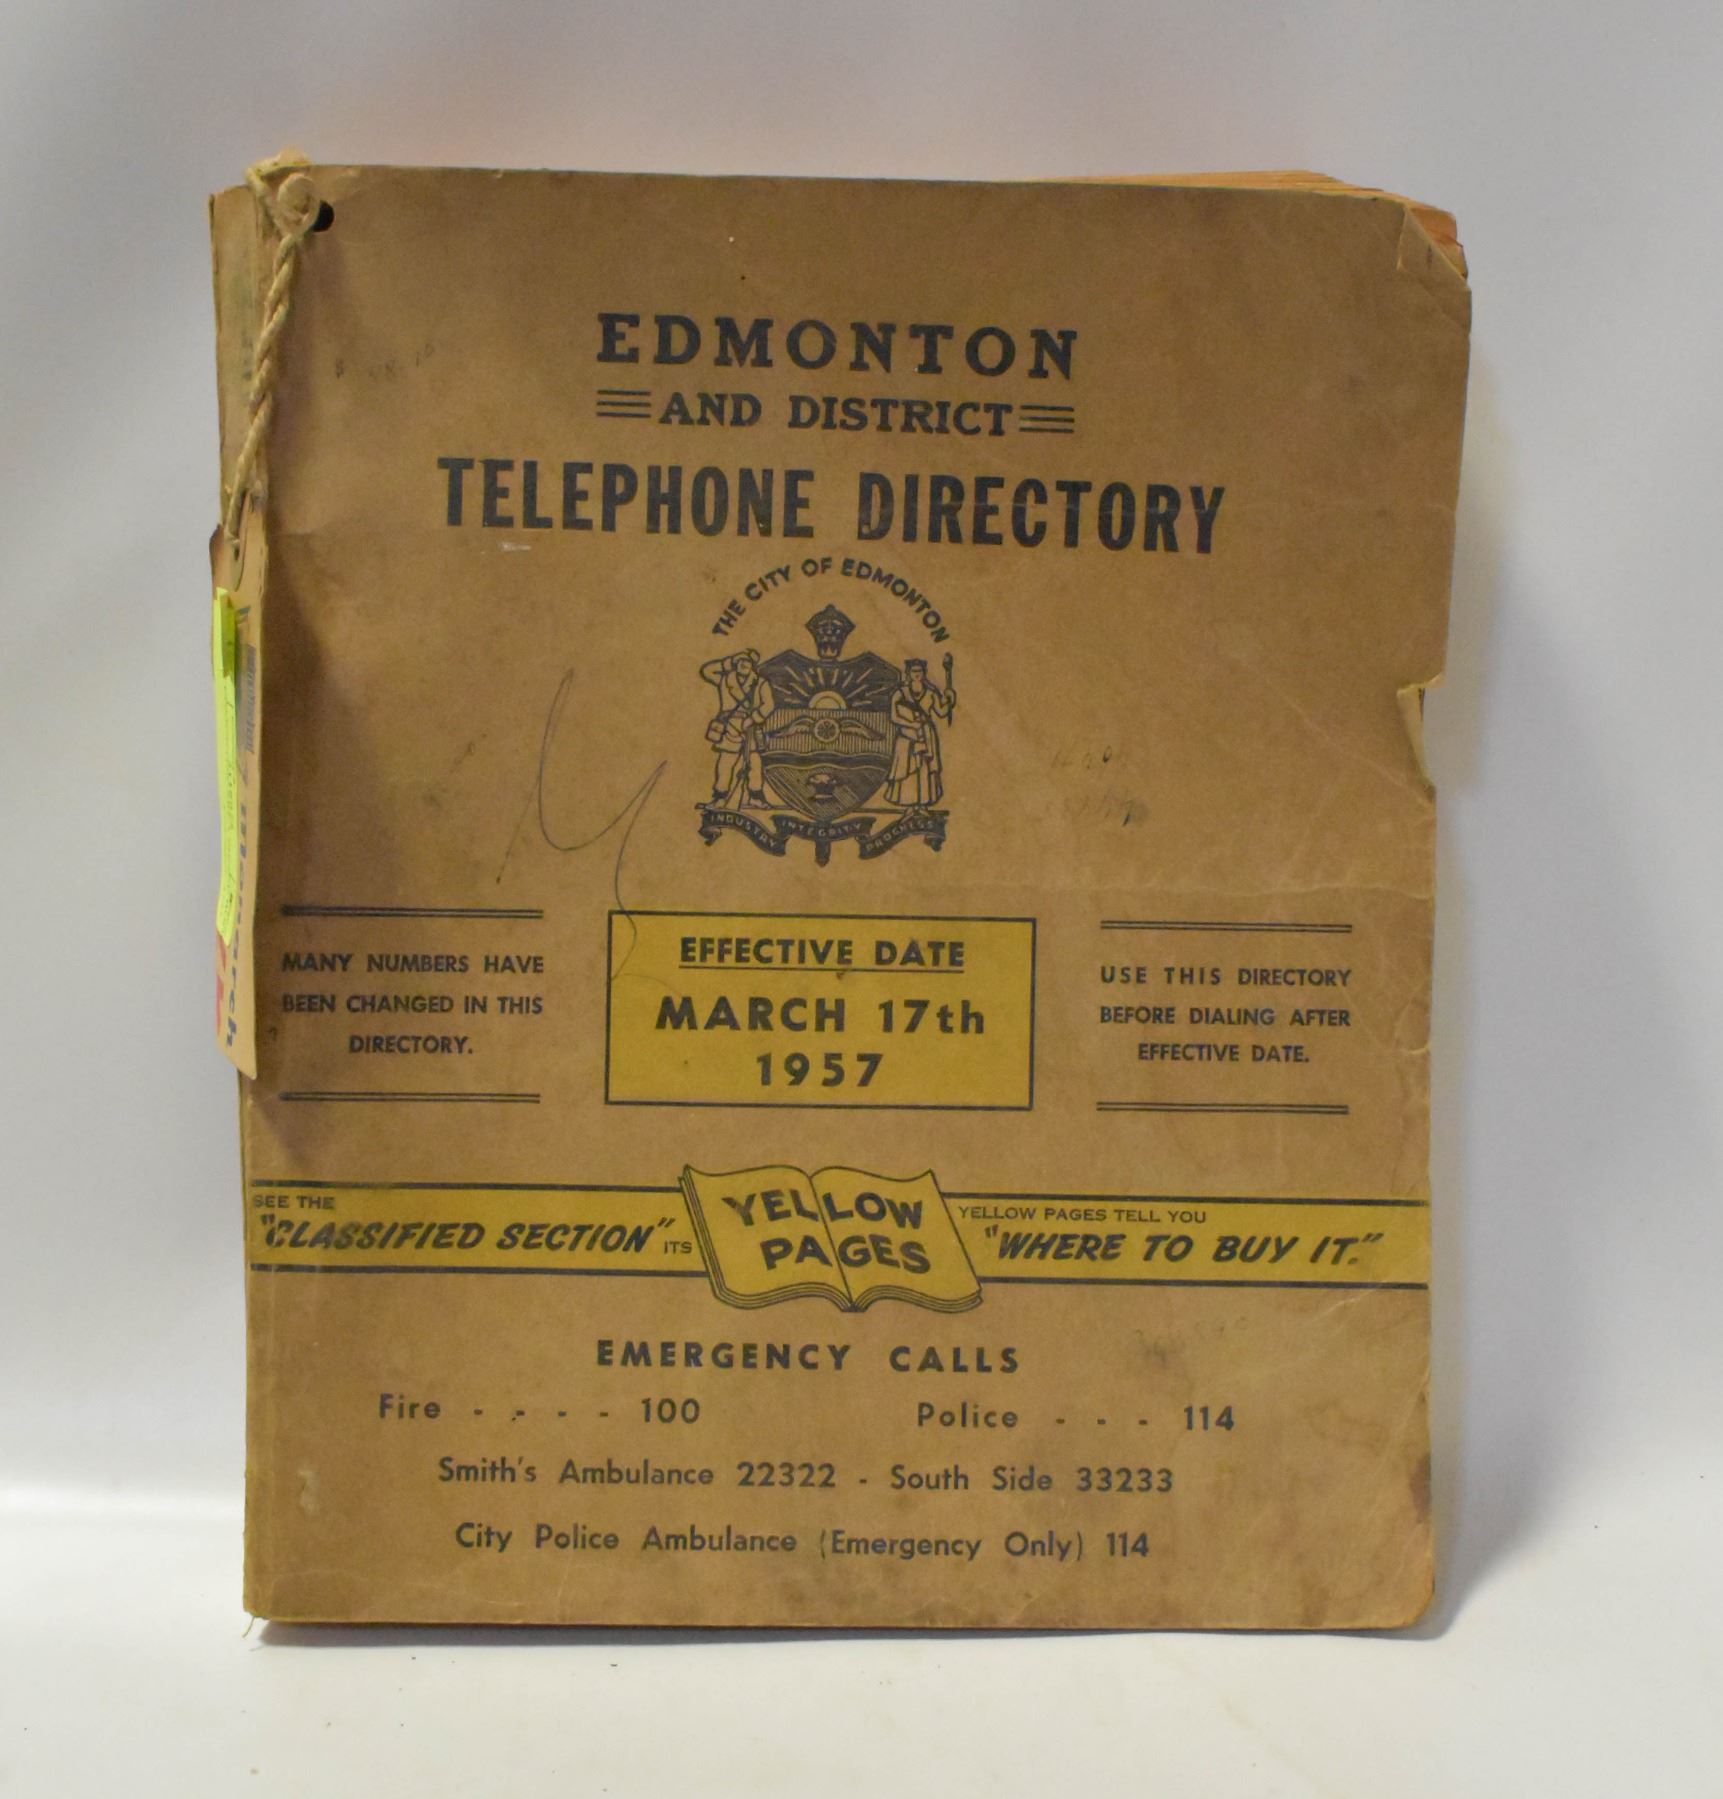 EDMONTON
AND DISTRICT
TELEPHONE DIRECTORY
THE CITY OF EDMONTON
INDUSTRY INTEGRITY PROGRESS
MANY NUMBERS HAVE
BEEN CHANGED IN THIS
DIRECTORY.
EFFECTIVE DATE
MARCH 17th
1957
USE THIS DIRECTORY
BEFORE DIALING AFTER
EFFECTIVE DATE.
SEE THE
"CLASSIFIED SECTION" ITS
YELLOW
PAGES
YELLOW PAGES TELL YOU
"WHERE TO BUY IT."
EMERGENCY CALLS
Fire - - - - 100 Police - - - 114
Smith's Ambulance 22322 - South Side 33233
City Police Ambulance (Emergency Only) 114